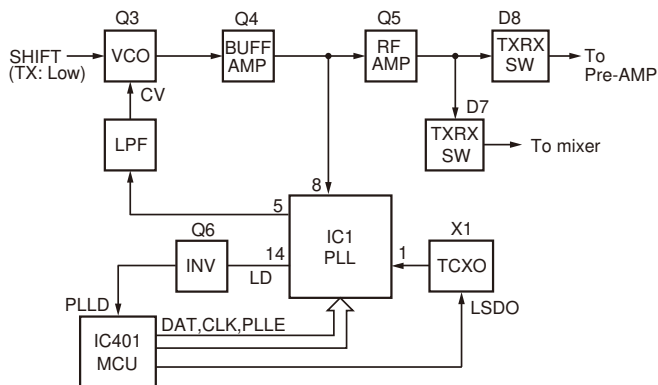 Q3
Q4
Q5
D8
SHIFT
(TX: Low)
VCO
BUFF
AMP
RF
AMP
TXRX
SW
To
Pre-AMP
CV
D7
LPF
TXRX
SW
To mixer
8
5
IC1
PLL
Q6
14
1
X1
INV
LD
TCXO
PLLD
LSDO
DAT,CLK,PLLE
IC401
MCU